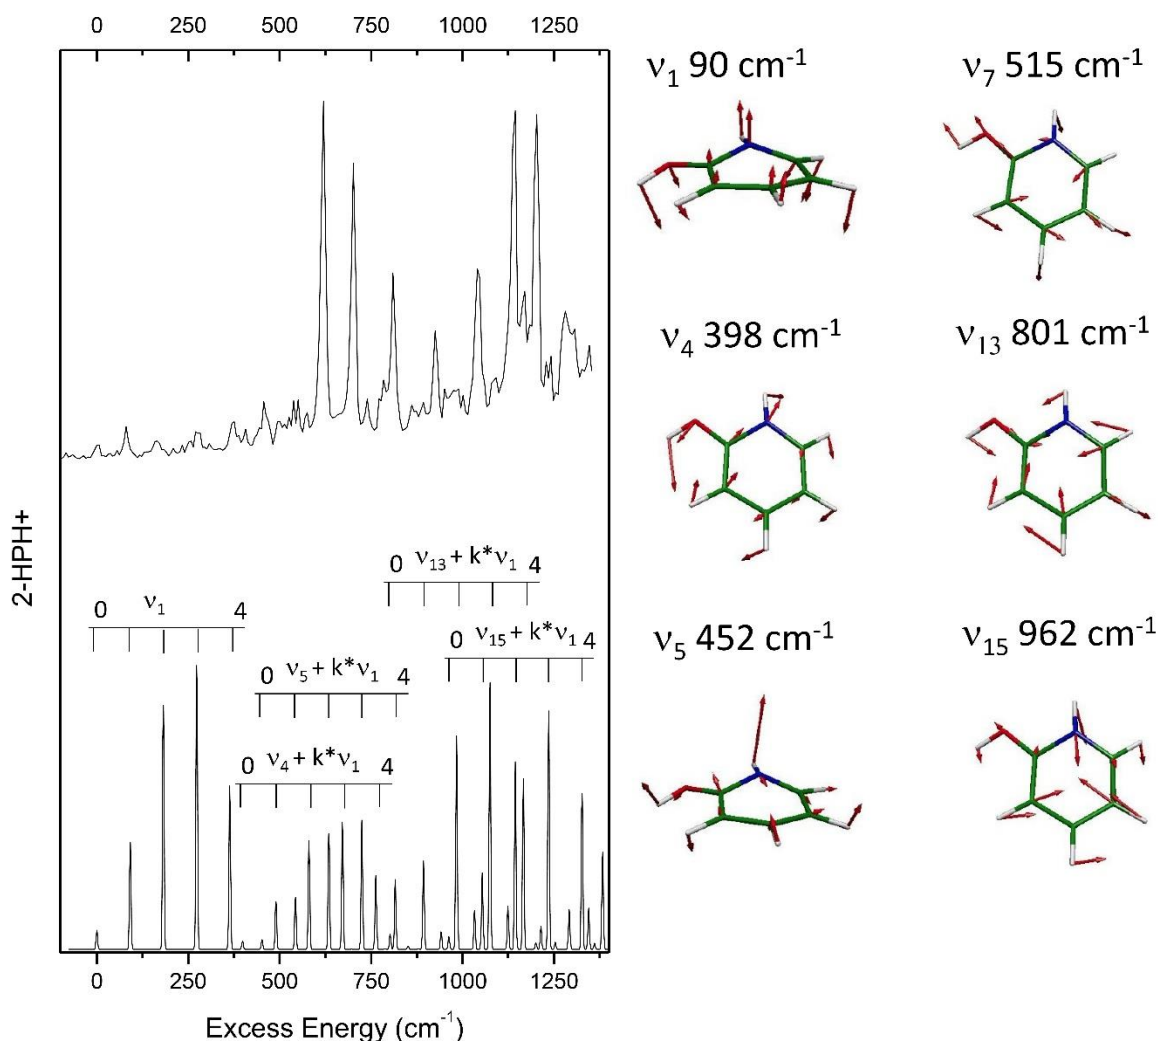 0 250 500 750 1000 1250
ν₁ 90 cm⁻¹
ν₇ 515 cm⁻¹
ν₄ 398 cm⁻¹
ν₁₃ 801 cm⁻¹
2-HPH+
0 ν₁₃ + k*ν₁ 4
0 ν₁ 4
0 ν₁₅ + k*ν₁ 4
0 ν₅ + k*ν₁ 4
0 ν₄ + k*ν₁ 4
ν₅ 452 cm⁻¹
ν₁₅ 962 cm⁻¹
0 250 500 750 1000 1250
Excess Energy (cm⁻¹)